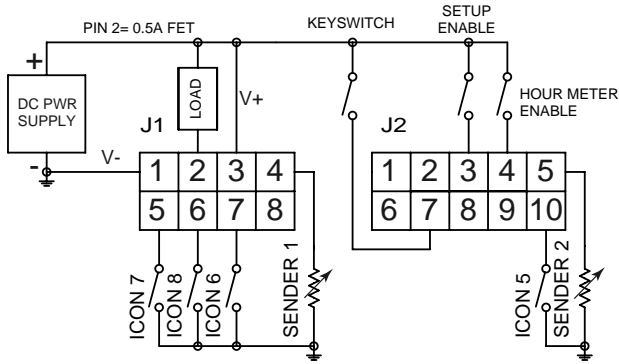 PIN 2= 0.5A FET
KEYSWITCH
SETUP
ENABLE
+
DC PWR
SUPPLY
-
V-
LOAD
V+
HOUR METER
ENABLE
J1
J2
1 2 3 4
5 6 7 8
1 2 3 4 5
6 7 8 9 10
ICON 7
ICON 8
ICON 6
SENDER 1
ICON 5
SENDER 2